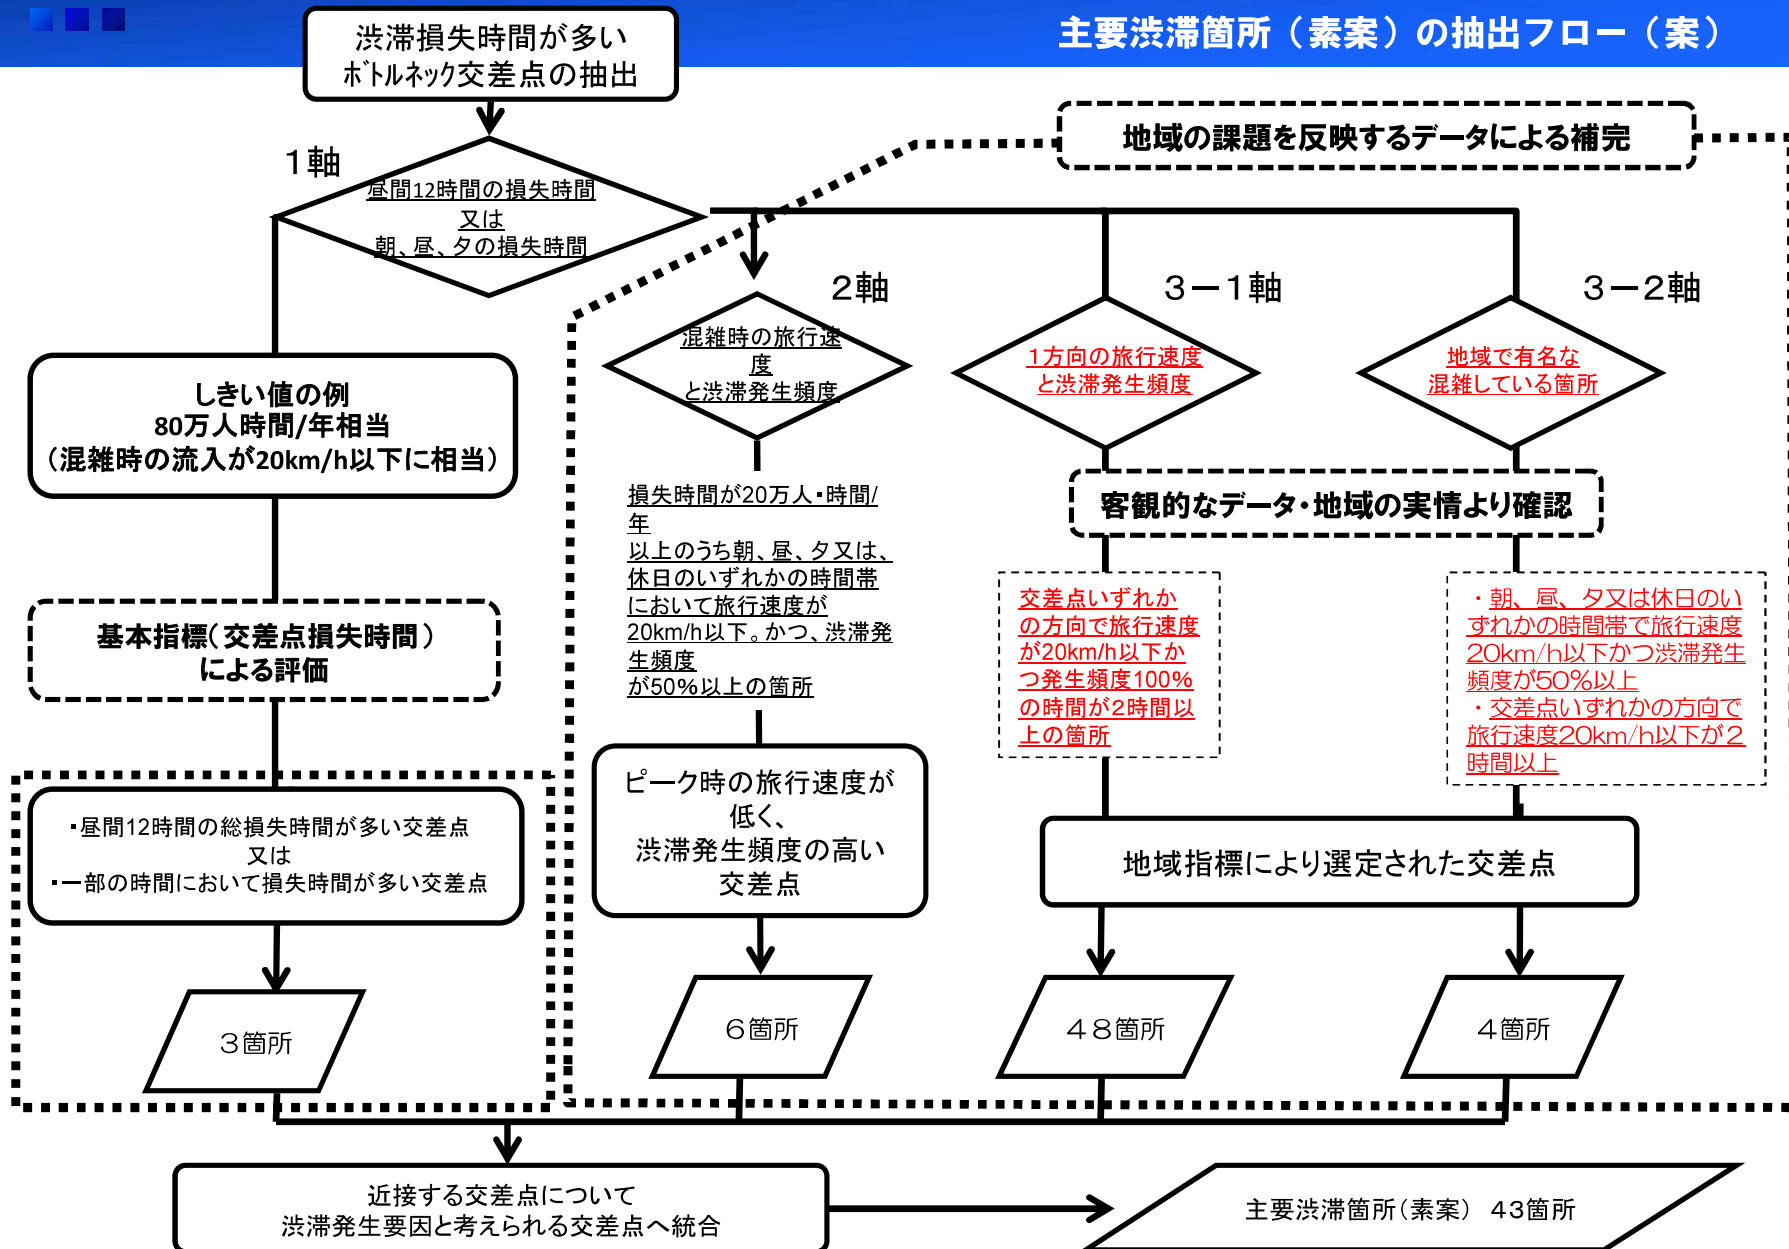 主要渋滞箇所（素案）の抽出フロー（案）
渋滞損失時間が多い
ボトルネック交差点の抽出
地域の課題を反映するデータによる補完
1軸
昼間12時間の損失時間
又は
朝、昼、夕の損失時間
2軸
混雑時の旅行速
度
と渋滞発生頻度
3－1軸
1方向の旅行速度
と渋滞発生頻度
3－2軸
地域で有名な
混雑している箇所
しきい値の例
80万人時間/年相当
（混雑時の流入が20km/h以下に相当）
客観的なデータ・地域の実情より確認
損失時間が20万人・時間/
年
以上のうち朝、昼、夕又は、
休日のいずれかの時間帯
において旅行速度が
20km/h以下。かつ、渋滞発
生頻度
が50%以上の箇所
交差点いずれか
の方向で旅行速度
が20km/h以下か
つ発生頻度100%
の時間が2時間以
上の箇所
・朝、昼、夕又は休日のい
ずれかの時間帯で旅行速度
20km/h以下かつ渋滞発生
頻度が50%以上
・交差点いずれかの方向で
旅行速度20km/h以下が2
時間以上
基本指標（交差点損失時間）
による評価
・昼間12時間の総損失時間が多い交差点
又は
・一部の時間において損失時間が多い交差点
ピーク時の旅行速度が
低く、
渋滞発生頻度の高い
交差点
地域指標により選定された交差点
3箇所
6箇所
48箇所
4箇所
近接する交差点について
渋滞発生要因と考えられる交差点へ統合
主要渋滞箇所（素案） 43箇所